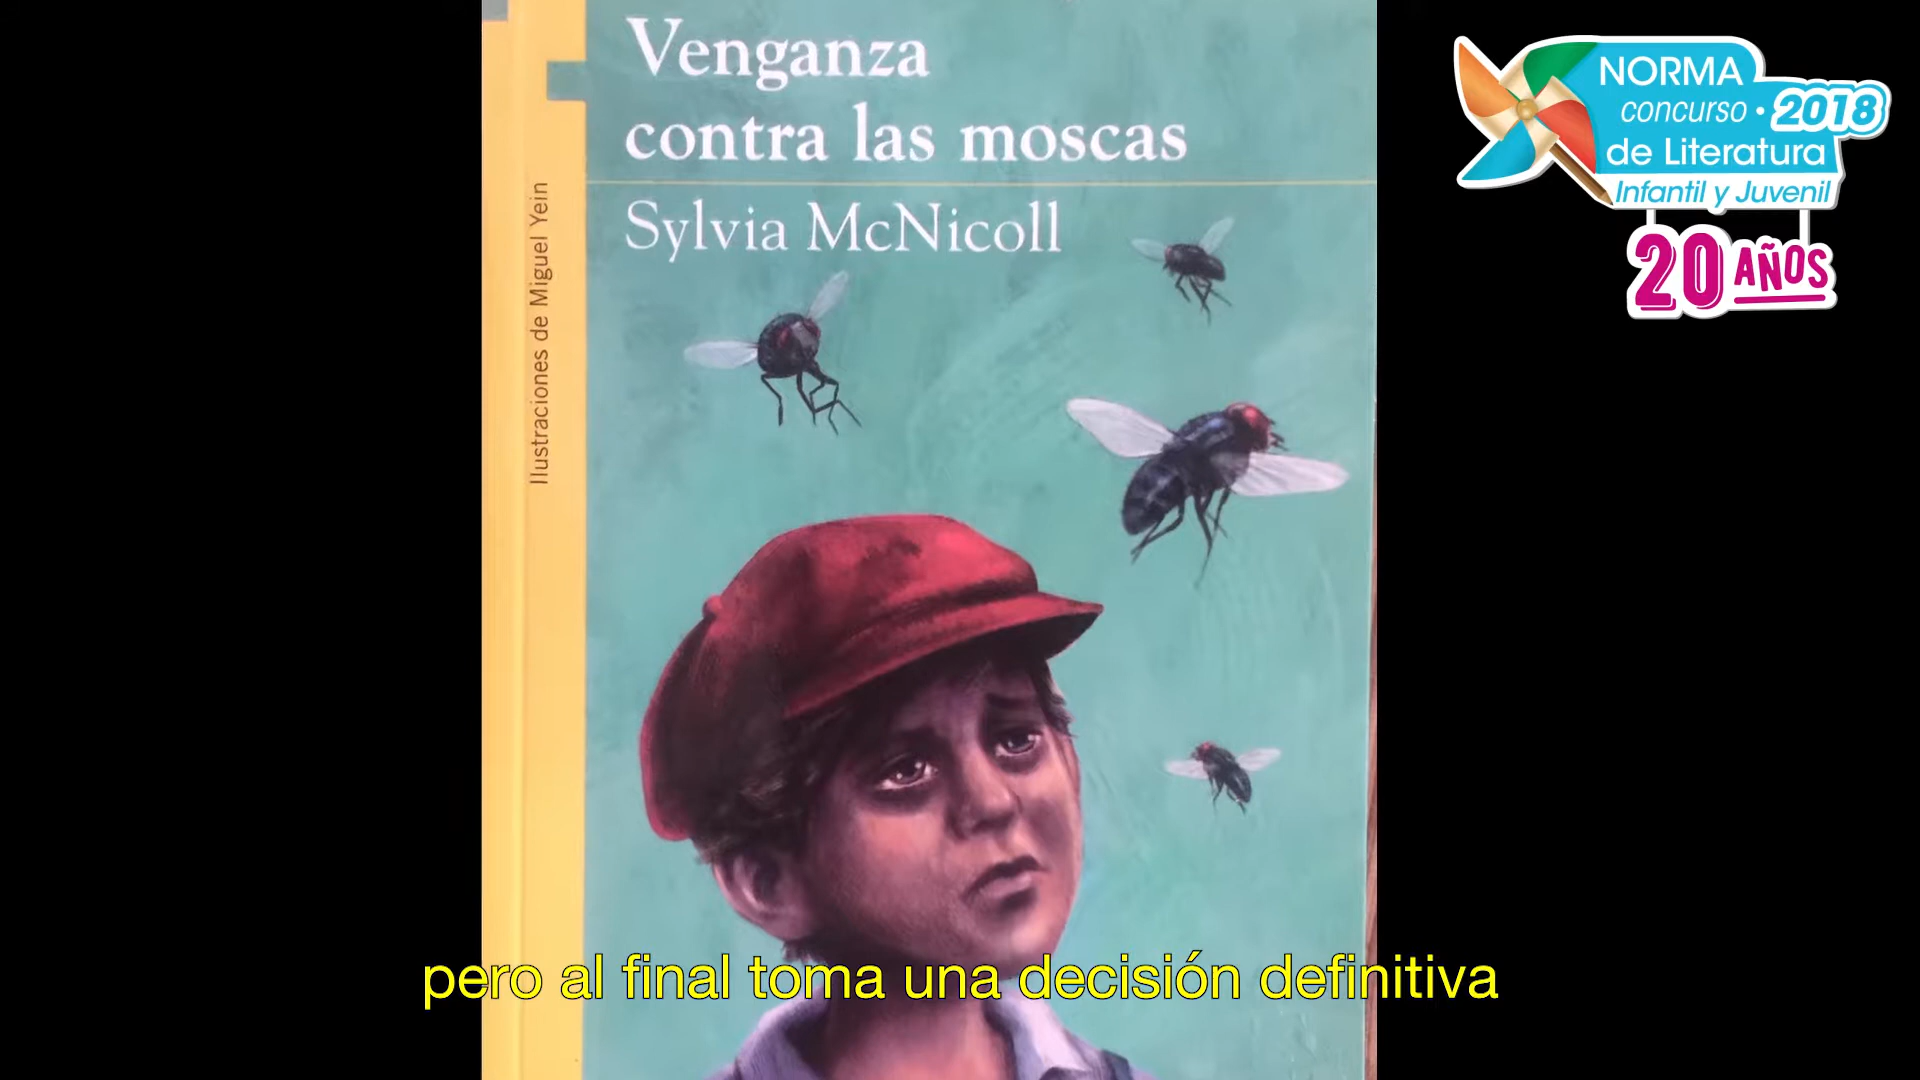 Venganza
contra las moscas
Sylvia McNicoll
Ilustraciones de Miguel Yein
NORMA
concurso • 2018
de Literatura
Infantil y Juvenil
20 AÑOS
pero al final toma una decisión definitiva